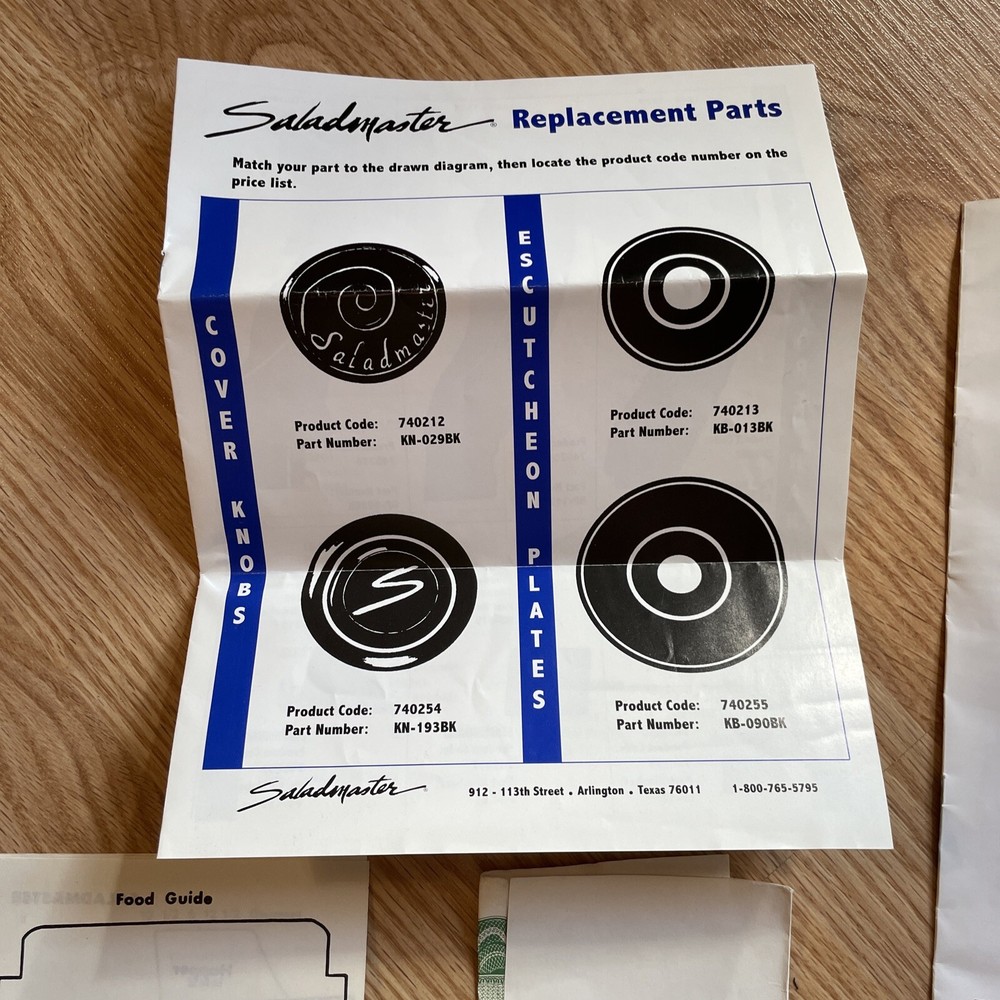 Saladmaster® Replacement Parts
Match your part to the drawn diagram, then locate the product code number on the
price list.
COVER KNOBS
Saladmaster
Product Code: 740212
Part Number: KN-029BK
S
Product Code: 740254
Part Number: KN-193BK
ESCUTCHEON PLATES
Product Code: 740213
Part Number: KB-013BK
Product Code: 740255
Part Number: KB-090BK
Saladmaster
912 - 113th Street • Arlington • Texas 76011 1-800-765-5795
Food Guide